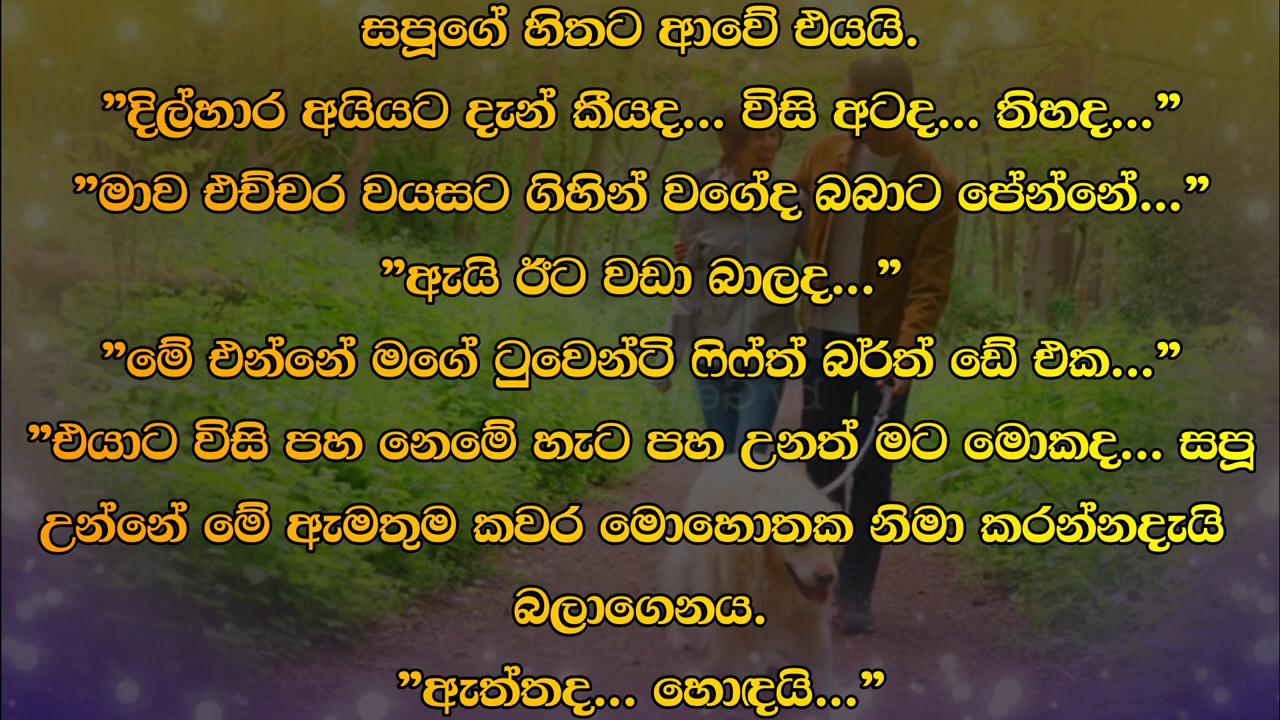 සපූගේ හිතට ආවේ එයයි.
”දිල්හාර අයියට දැන් කීයද... විසි අටද... තිහද...”
”මාව එච්චර වයසට ගිහින් වගේද බබාට පේන්නේ...”
”ඇයි ඊට වඩා බාලද...”
”මේ එන්නේ මගේ ටුවෙන්ටි ෆිෆ්ත් බර්ත් ඩේ එක...”
”එයාට විසි පහ නෙමේ හැට පහ උනත් මට මොකද... සපූ
උන්නේ මේ ඇමතුම කවර මොහොතක නිමා කරන්නදැයි
බලාගෙනය.
”ඇත්තද... හොඳයි...”